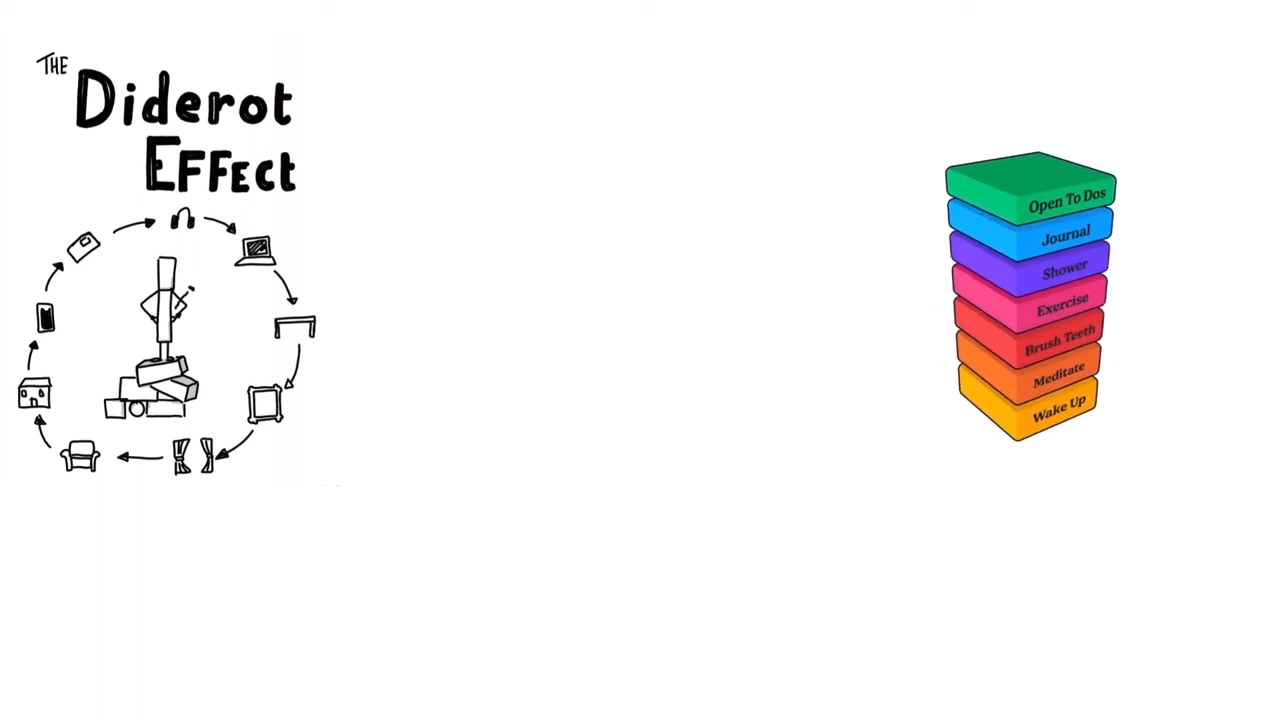 THE
Diderot
EFFEct
Open To Dos
Journal
Shower
Exercise
Brush Teeth
Meditate
Wake Up